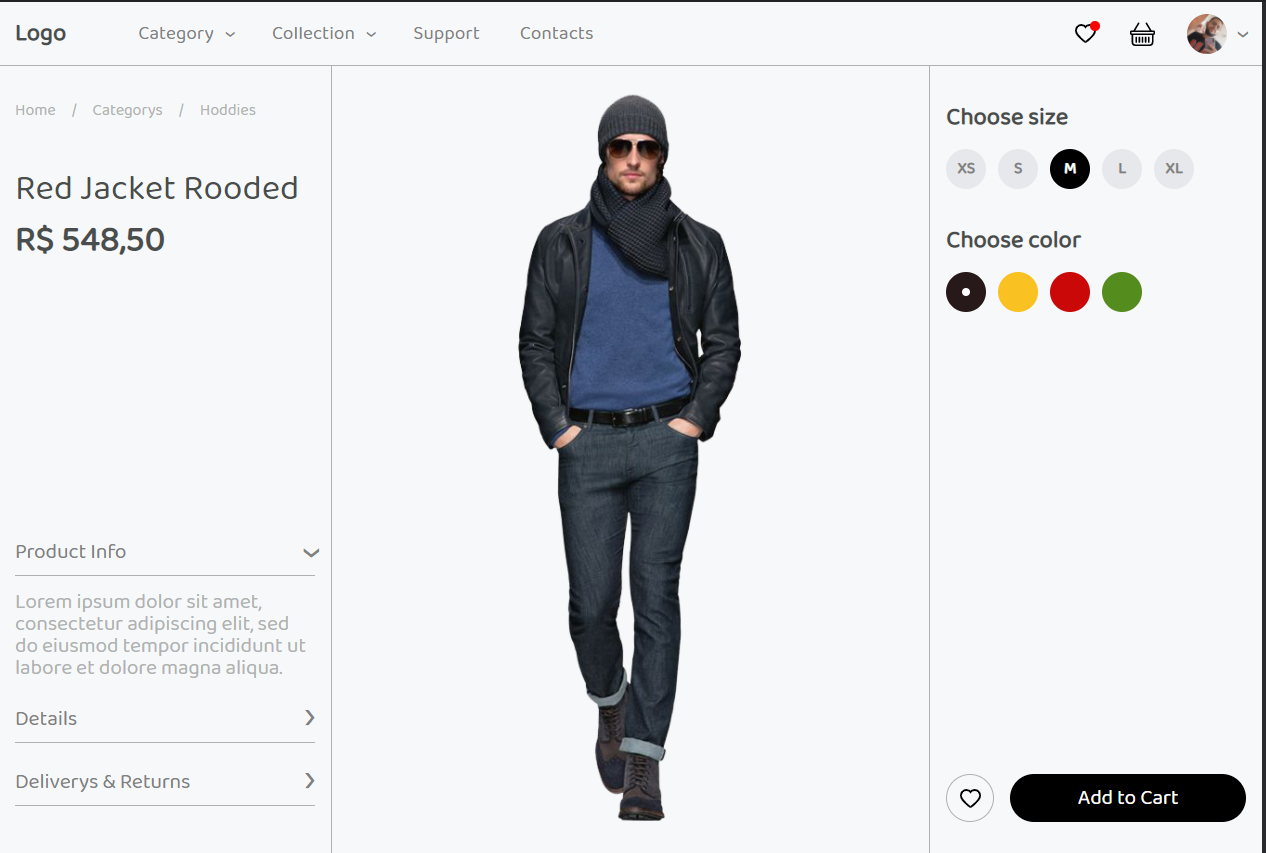 Logo
Category
Collection
Support
Contacts
Home / Categorys / Hoddies
Red Jacket Rooded
R$ 548,50
Product Info
Lorem ipsum dolor sit amet,
consectetur adipiscing elit, sed
do eiusmod tempor incididunt ut
labore et dolore magna aliqua.
Details
Deliverys & Returns
Choose size
XS S M L XL
Choose color
Add to Cart